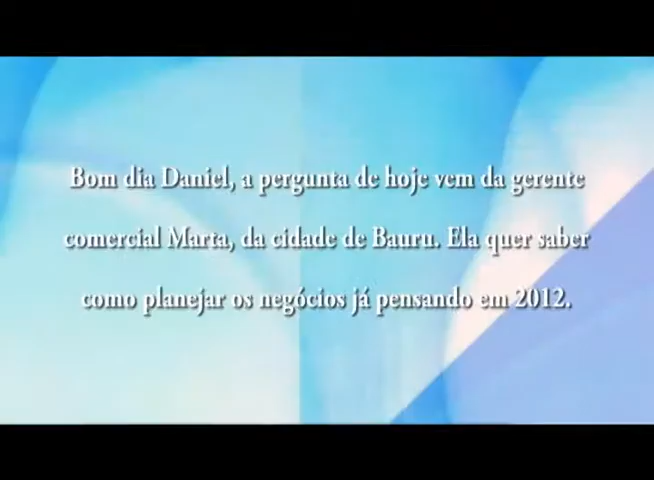 Bom dia Daniel, a pergunta de hoje vem da gerente
comercial Marta, da cidade de Bauru. Ela quer saber
como planejar os negócios já pensando em 2012.